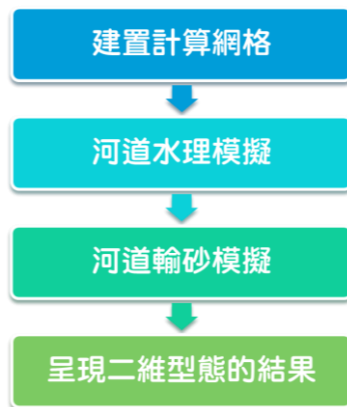 建置計算網格
河道水理模擬
河道輸砂模擬
呈現二維型態的結果